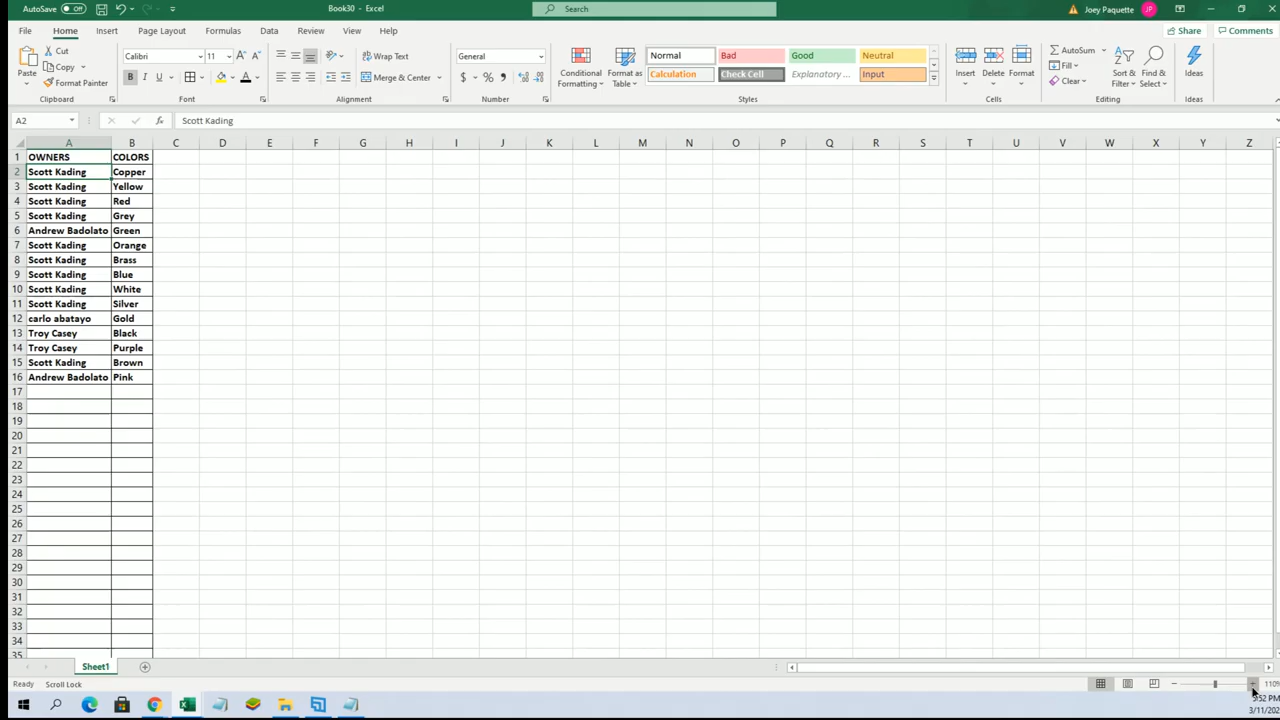 AutoSave Off Book30 - Excel Search Joey Paquette JP
File Home Insert Page Layout Formulas Data Review View Help Share Comments
Paste Cut Copy Format Painter Clipboard
Calibri 11 B I U Font
Wrap Text Merge & Center Alignment
General $ % Number
Conditional Formatting Format as Table
Normal Bad Good Neutral
Calculation Check Cell Explanatory ... Input
Styles
Insert Delete Format Cells
AutoSum Fill Clear Sort & Filter Find & Select Editing
Ideas Ideas
A2 fx Scott Kading
A B C D E F G H I J K L M N O P Q R S T U V W X Y Z
1 OWNERS COLORS
2 Scott Kading Copper
3 Scott Kading Yellow
4 Scott Kading Red
5 Scott Kading Grey
6 Andrew Badolato Green
7 Scott Kading Orange
8 Scott Kading Brass
9 Scott Kading Blue
10 Scott Kading White
11 Scott Kading Silver
12 carlo abatayo Gold
13 Troy Casey Black
14 Troy Casey Purple
15 Scott Kading Brown
16 Andrew Badolato Pink
17
18
19
20
21
22
23
24
25
26
27
28
29
30
31
32
33
34
35
Sheet1
Ready Scroll Lock 110%
:52 PM
3/11/202